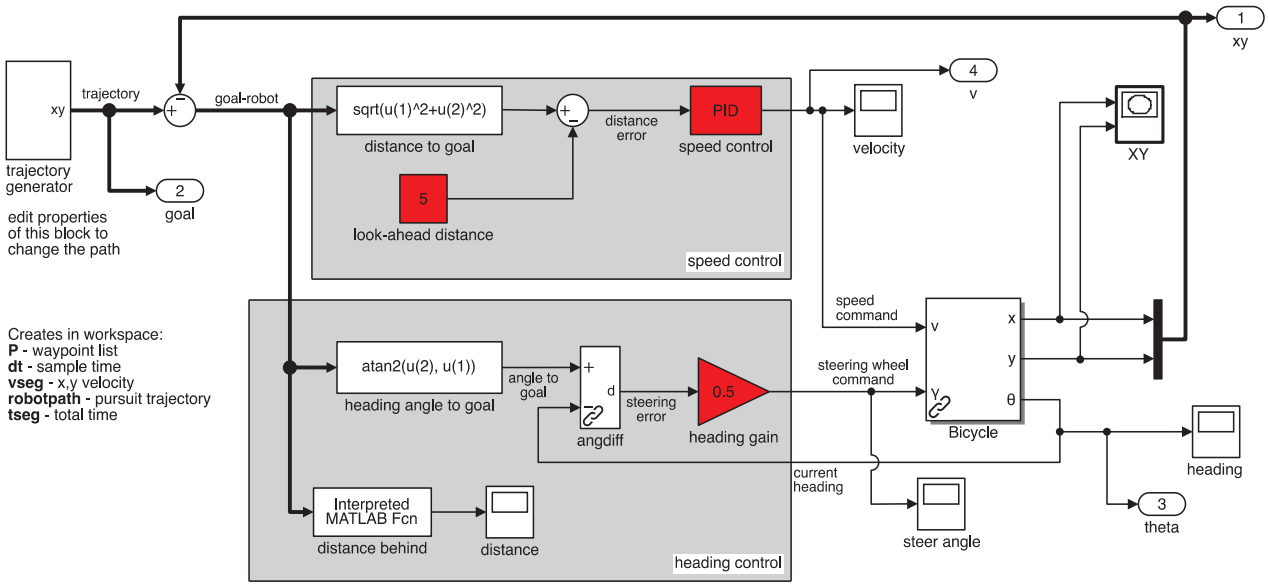 1
xy
xy
trajectory
−
+
goal-robot
trajectory
generator
2
goal
edit properties
of this block to
change the path
sqrt(u(1)^2+u(2)^2)
distance to goal
+
−
distance
error
PID
speed control
5
look-ahead distance
speed control
4
v
velocity
XY
Creates in workspace:
P - waypoint list
dt - sample time
vseg - x,y velocity
robotpath - pursuit trajectory
tseg - total time
atan2(u(2), u(1))
heading angle to goal
angle to
goal
+
−
d
angdiff
steering
error
0.5
heading gain
speed
command
steering wheel
command
v
γ
x
y
θ
Bicycle
current
heading
Interpreted
MATLAB Fcn
distance behind
distance
heading control
steer angle
heading
3
theta